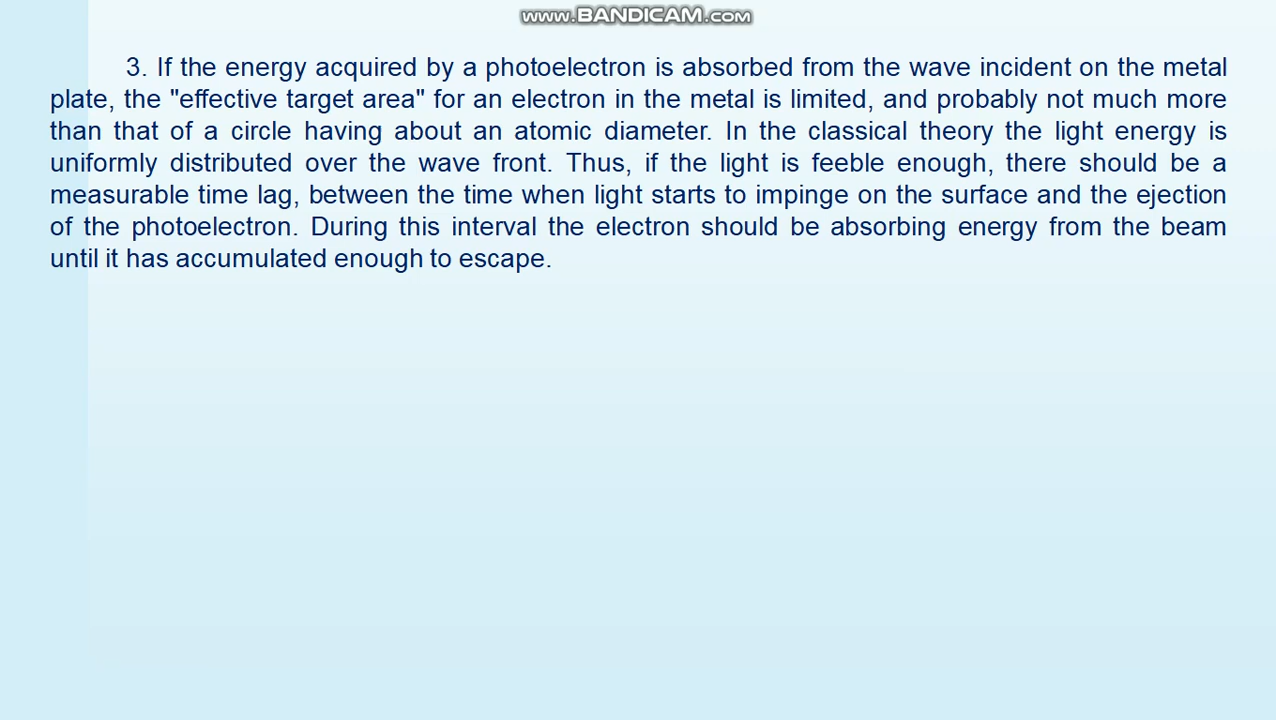 www.BANDICAM.com
3. If the energy acquired by a photoelectron is absorbed from the wave incident on the metal
plate, the "effective target area" for an electron in the metal is limited, and probably not much more
than that of a circle having about an atomic diameter. In the classical theory the light energy is
uniformly distributed over the wave front. Thus, if the light is feeble enough, there should be a
measurable time lag, between the time when light starts to impinge on the surface and the ejection
of the photoelectron. During this interval the electron should be absorbing energy from the beam
until it has accumulated enough to escape.